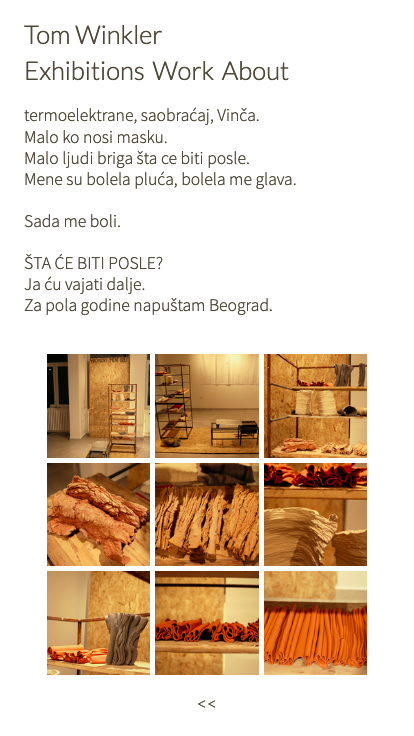 Tom Winkler
Exhibitions Work About
termoelektrane, saobraćaj, Vinča.
Malo ko nosi masku.
Malo ljudi briga šta ce biti posle.
Mene su bolela pluća, bolela me glava.
Sada me boli.
ŠTA ĆE BITI POSLE?
Ja ću vajati dalje.
Za pola godine napuštam Beograd.
<<